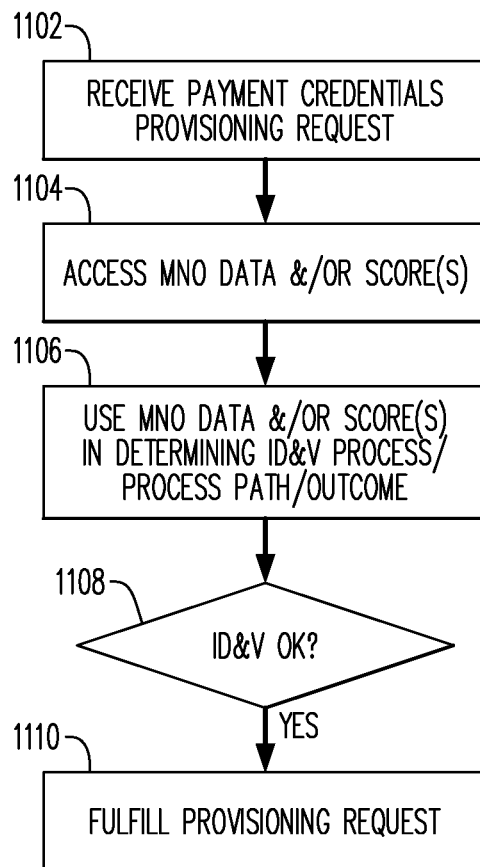 1102
RECEIVE PAYMENT CREDENTIALS
PROVISIONING REQUEST
1104
ACCESS MNO DATA &/OR SCORE(S)
1106
USE MNO DATA &/OR SCORE(S)
IN DETERMINING ID&V PROCESS/
PROCESS PATH/OUTCOME
1108
ID&V OK?
YES
1110
FULFILL PROVISIONING REQUEST